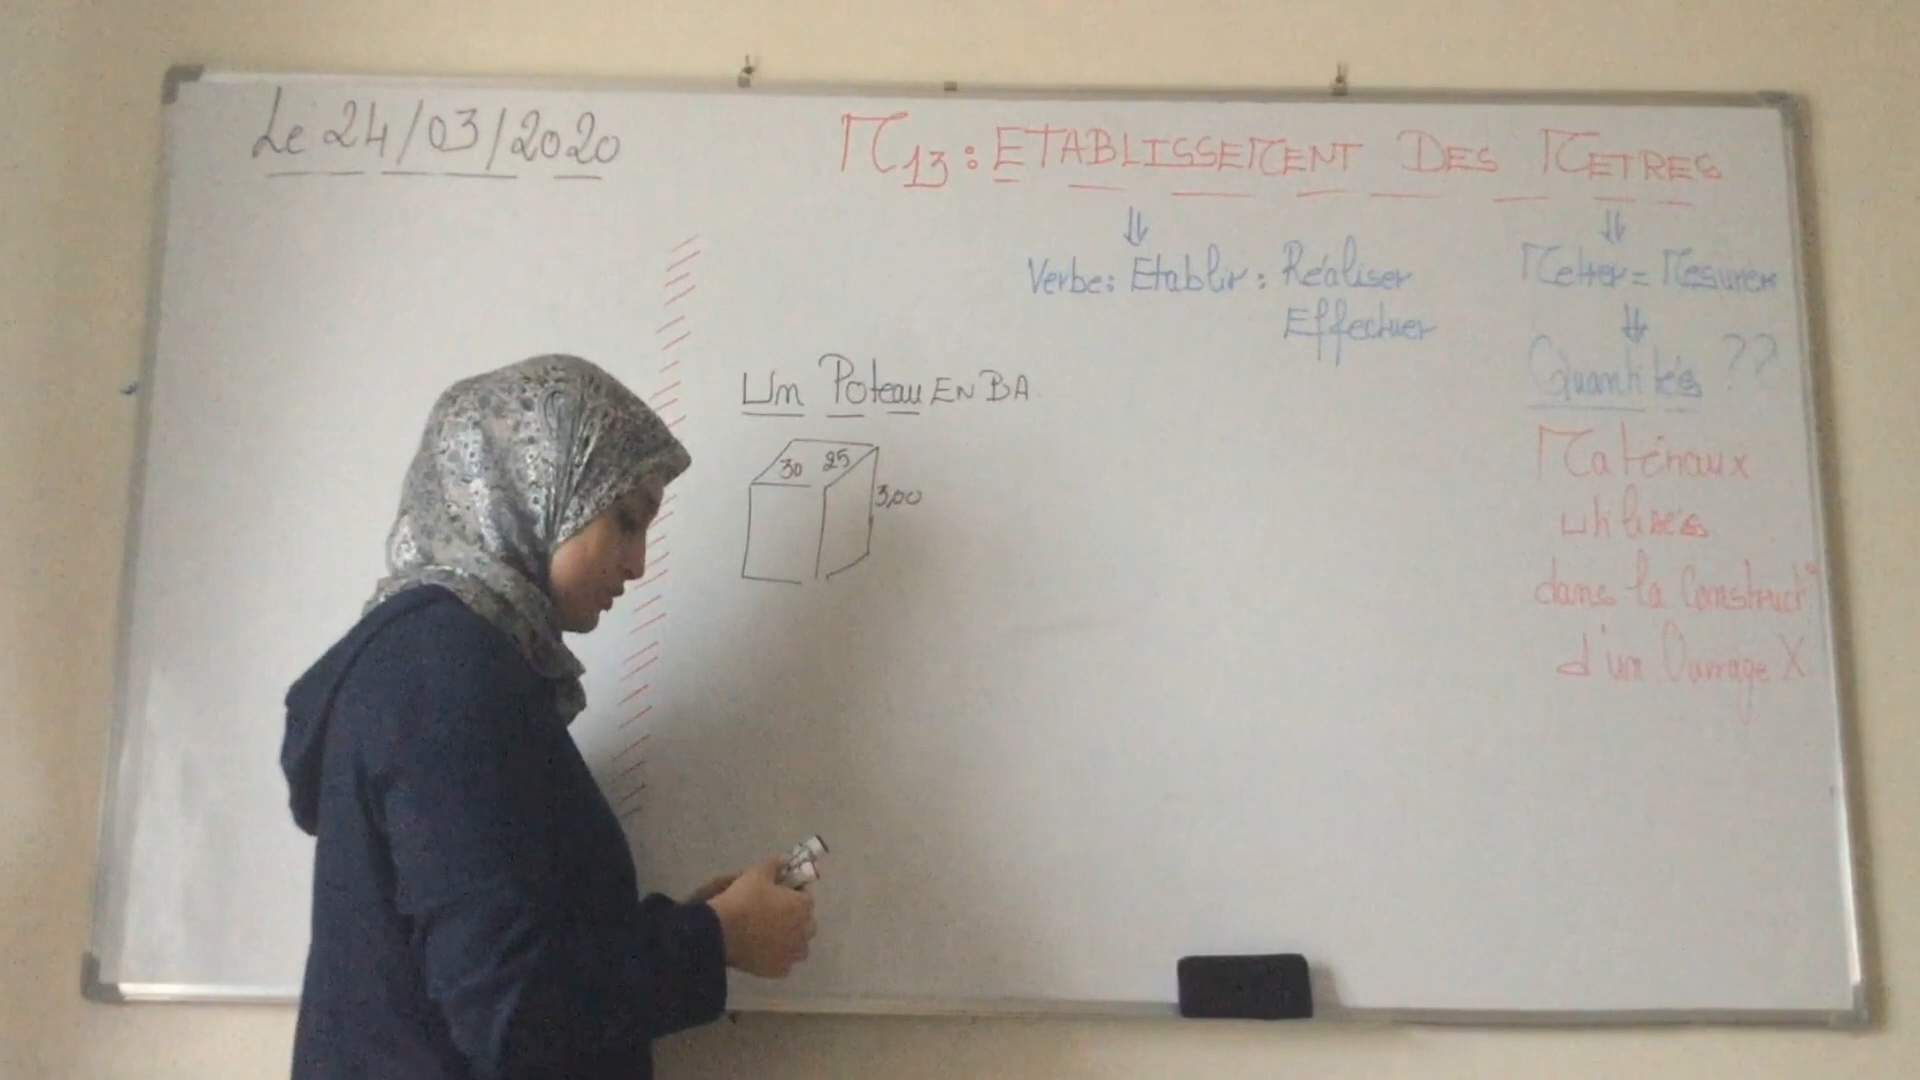 Le 24/03/2020
M13 : ETABLISSEMENT DES METRES
Verbe: Etablir : Réaliser
Effectuer
Metrer = Mesurer
Quantités ??
Matériaux
utilisés
dans la Construct°
d'un Ouvrage X
Un Poteau EN BA
30 25
3,00